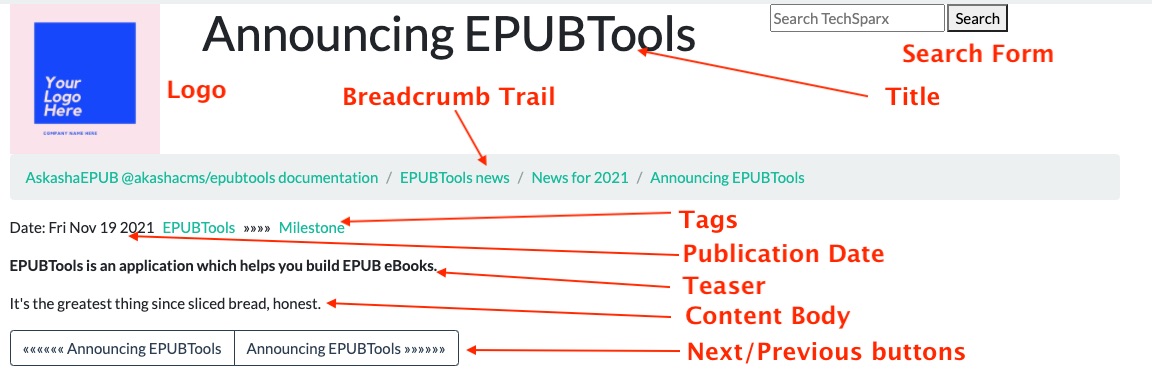 Announcing EPUBTools
Search TechSparx
Search
Search Form
Your
Logo
Here
COMPANY NAME HERE
Logo
Breadcrumb Trail
Title
AskashaEPUB @akashacms/epubtools documentation / EPUBTools news / News for 2021 / Announcing EPUBTools
Date: Fri Nov 19 2021 EPUBTools »»»» Milestone
Tags
Publication Date
EPUBTools is an application which helps you build EPUB eBooks.
Teaser
It's the greatest thing since sliced bread, honest.
Content Body
«««««« Announcing EPUBTools
Announcing EPUBTools »»»»»»
Next/Previous buttons